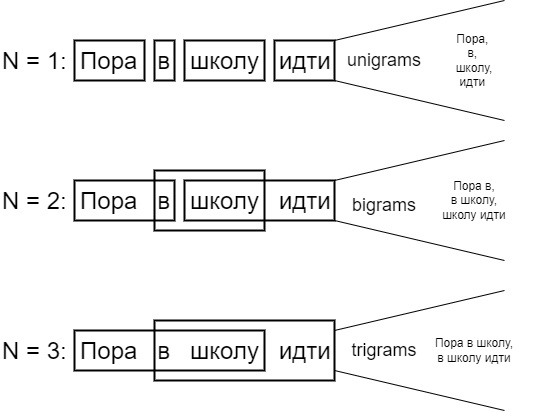 N = 1: Пора в школу идти unigrams
Пора,
в,
школу,
идти
N = 2: Пора в школу идти bigrams
Пора в,
в школу,
школу идти
N = 3: Пора в школу идти trigrams
Пора в школу,
в школу идти